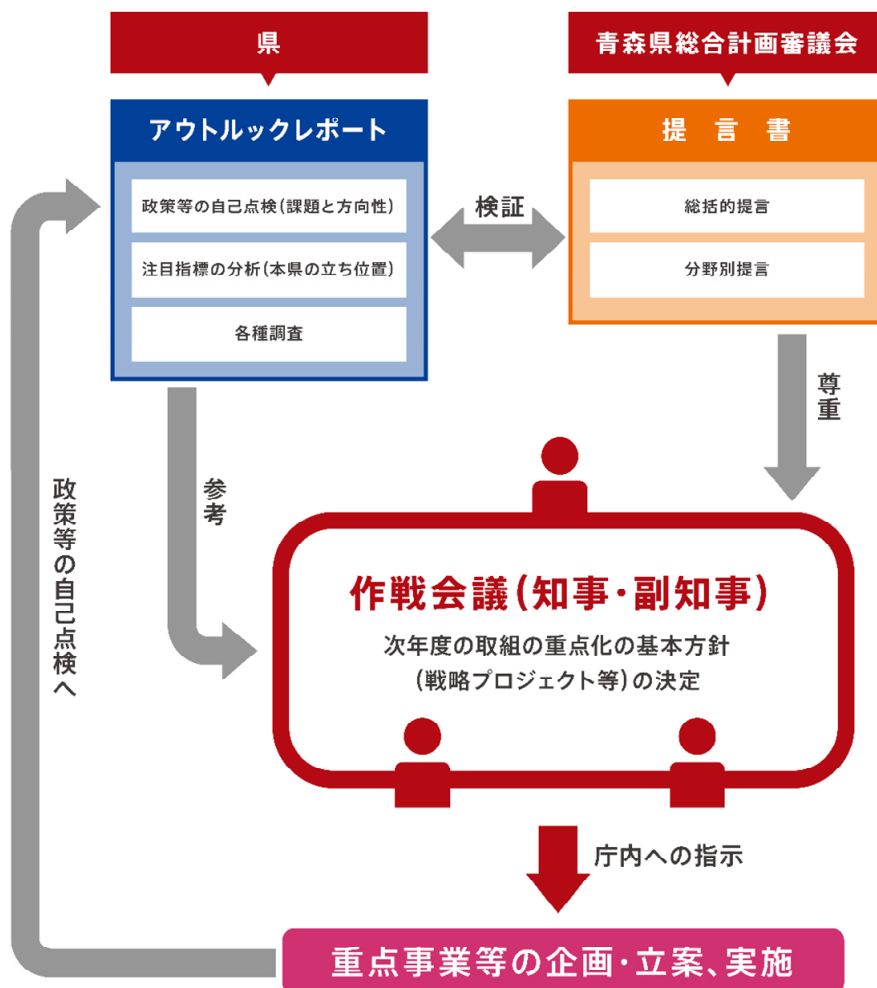 県
青森県総合計画審議会
アウトルックレポート
政策等の自己点検(課題と方向性)
注目指標の分析(本県の立ち位置)
各種調査
検証
提言書
総括的提言
分野別提言
尊重
参考
政策等の自己点検へ
作戦会議(知事・副知事)
次年度の取組の重点化の基本方針
(戦略プロジェクト等)の決定
庁内への指示
重点事業等の企画・立案、実施